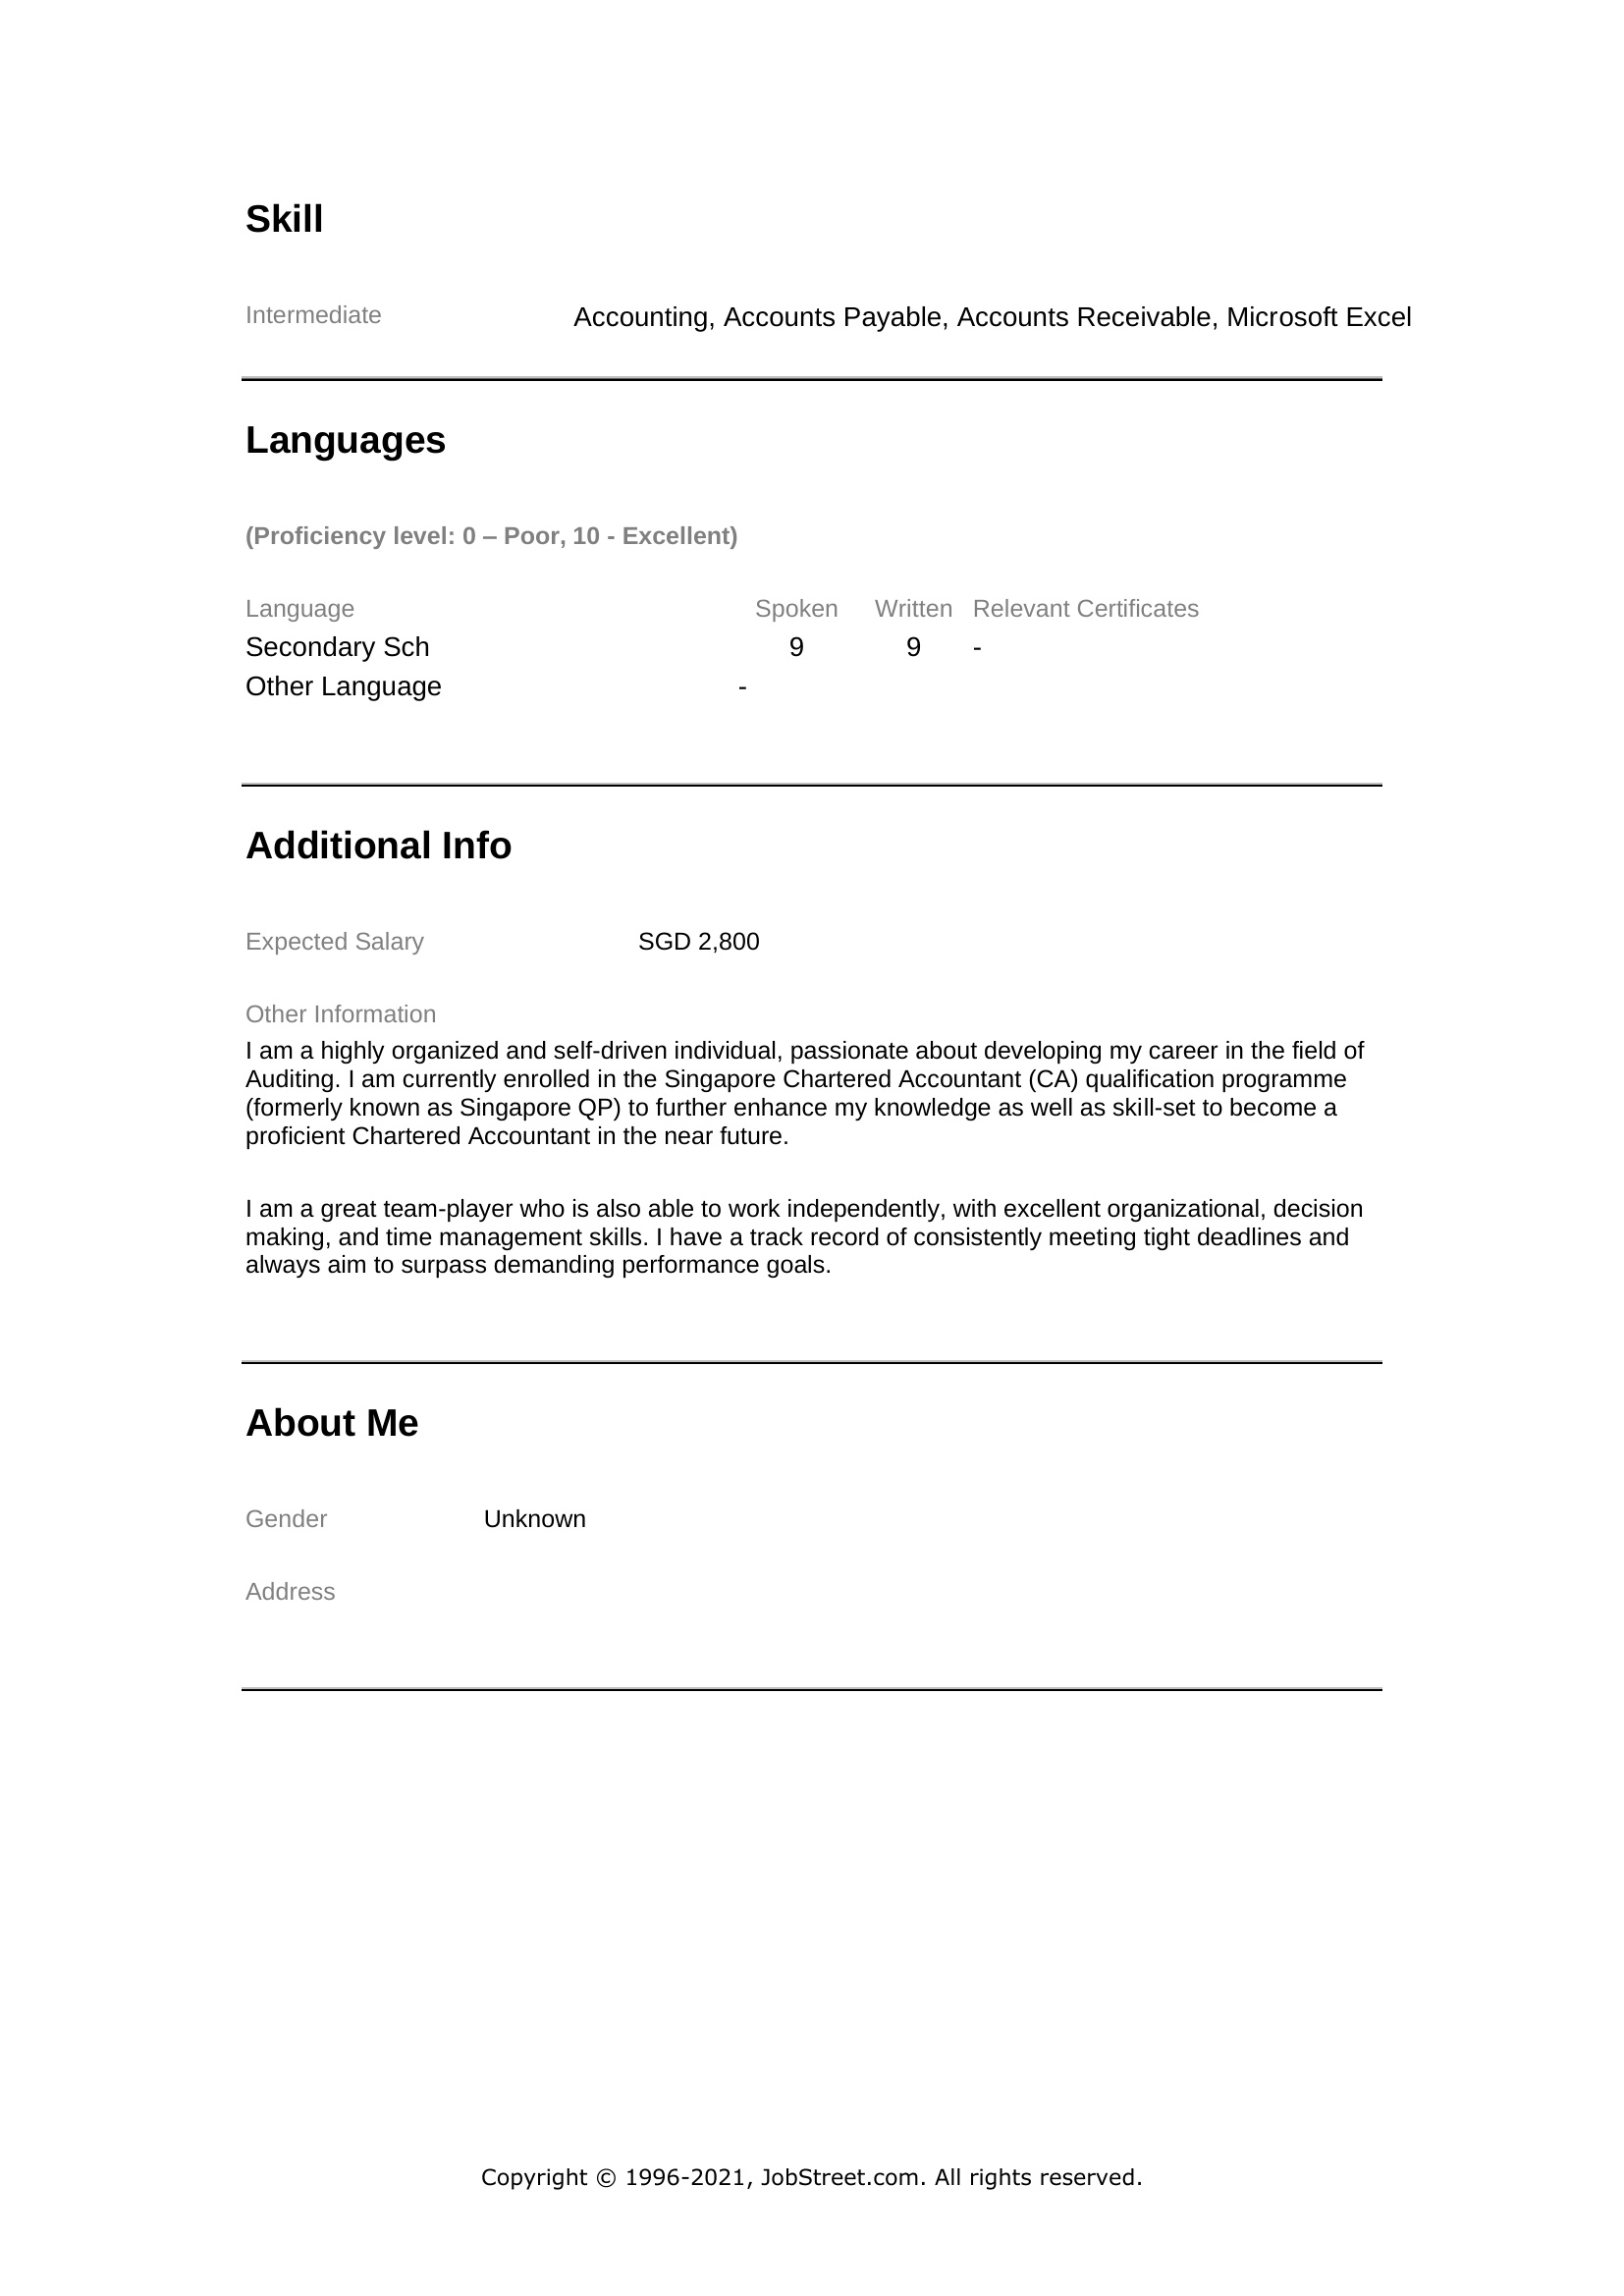 Skill
Intermediate Accounting, Accounts Payable, Accounts Receivable, Microsoft Excel
Languages
(Proficiency level: 0 – Poor, 10 - Excellent)
Language Spoken Written Relevant Certificates
Secondary Sch 9 9 -
Other Language -
Additional Info
Expected Salary SGD 2,800
Other Information
I am a highly organized and self-driven individual, passionate about developing my career in the field of
Auditing. I am currently enrolled in the Singapore Chartered Accountant (CA) qualification programme
(formerly known as Singapore QP) to further enhance my knowledge as well as skill-set to become a
proficient Chartered Accountant in the near future.
I am a great team-player who is also able to work independently, with excellent organizational, decision
making, and time management skills. I have a track record of consistently meeting tight deadlines and
always aim to surpass demanding performance goals.
About Me
Gender Unknown
Address
Copyright © 1996-2021, JobStreet.com. All rights reserved.